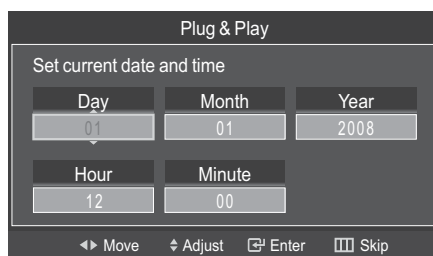 Plug & Play
Set current date and time
Day Month Year
01 01 2008
Hour Minute
12 00
Move Adjust Enter Skip